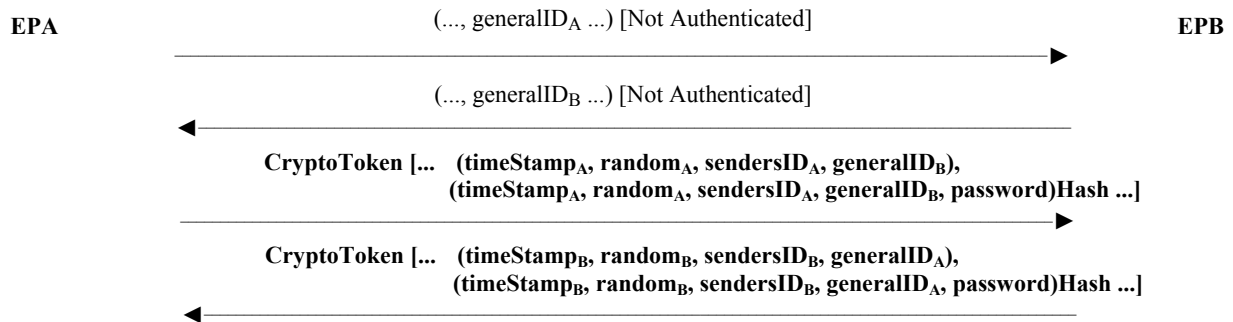 (..., generalIDA ...) [Not Authenticated]
EPA EPB
(..., generalIDB ...) [Not Authenticated]
CryptoToken [... (timeStampA, randomA, sendersIDA, generalIDB),
(timeStampA, randomA, sendersIDA, generalIDB, password)Hash ...]
CryptoToken [... (timeStampB, randomB, sendersIDB, generalIDA),
(timeStampB, randomB, sendersIDB, generalIDA, password)Hash ...]